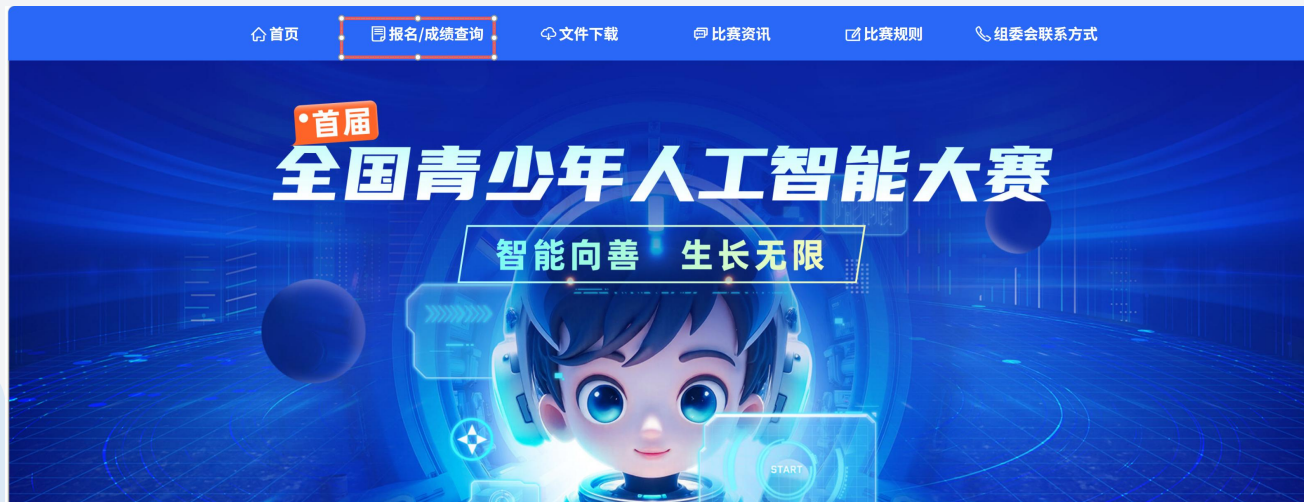 首页 报名/成绩查询 文件下载 比赛资讯 比赛规则 组委会联系方式
首届
全国青少年人工智能大赛
智能向善 生长无限
START